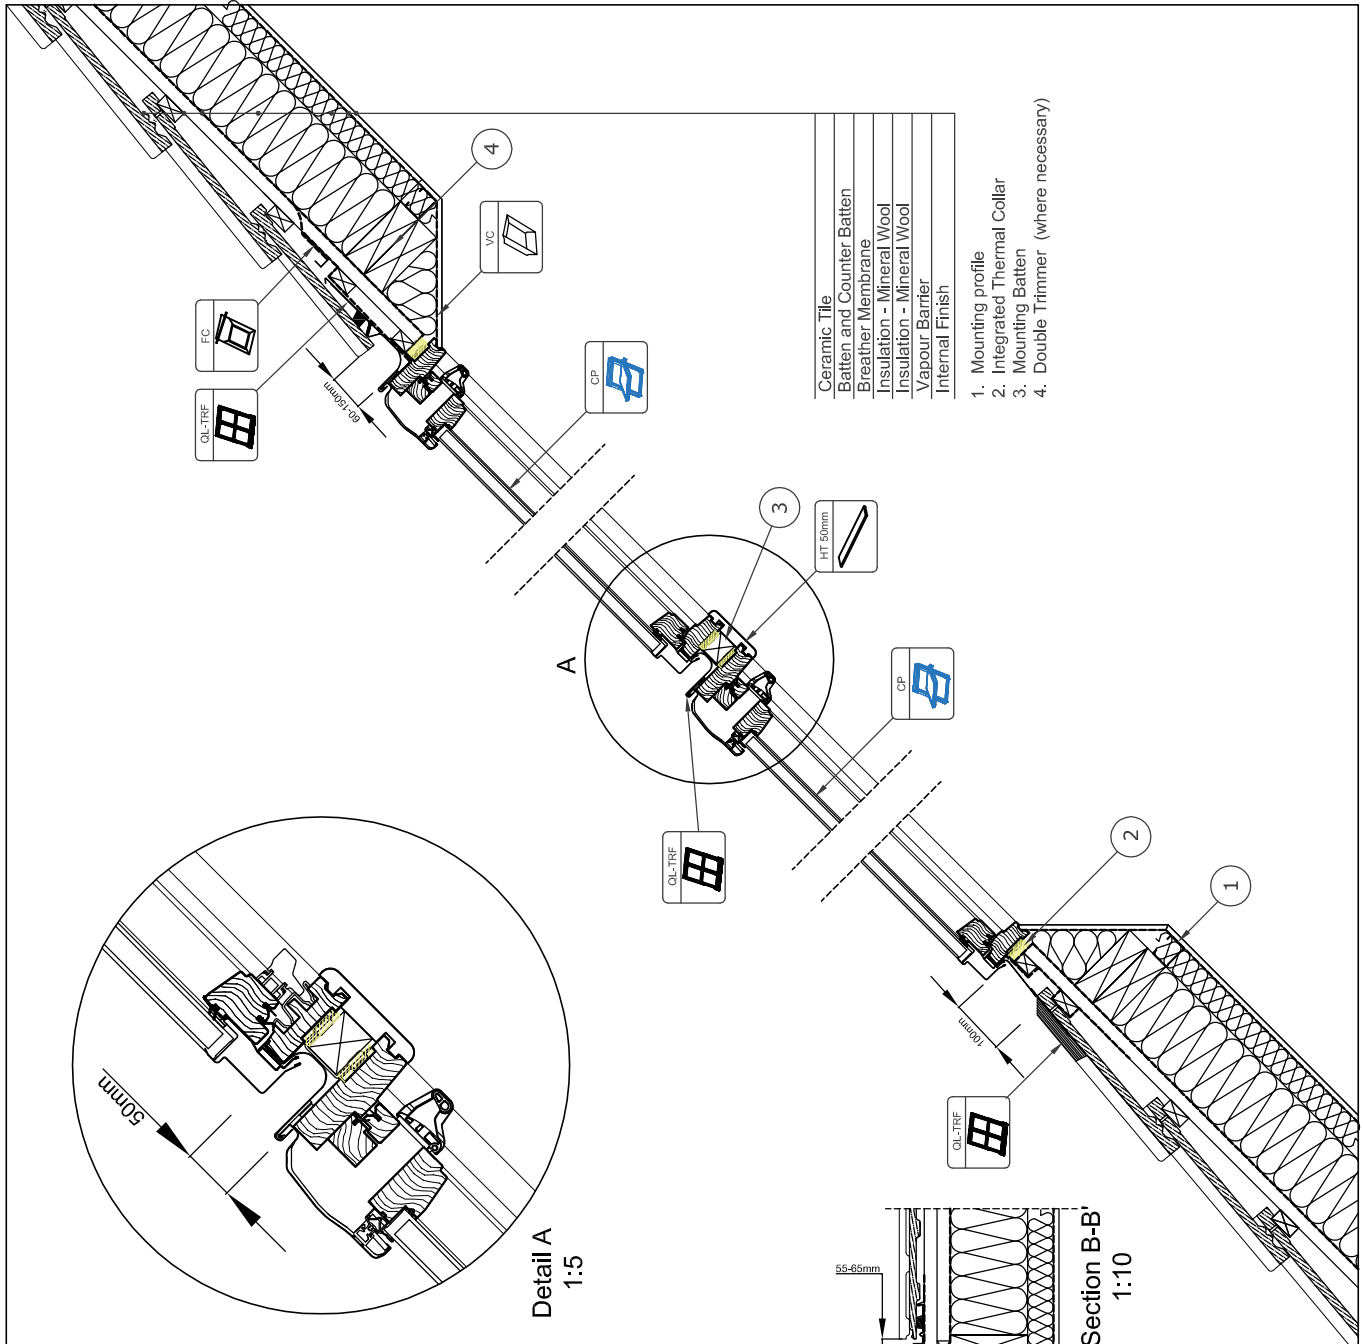 4
VC
FC
QL-TRF
60-150mm
CP
Ceramic Tile
Batten and Counter Batten
Breather Membrane
Insulation - Mineral Wool
Insulation - Mineral Wool
Vapour Barrier
Internal Finish
1. Mounting profile
2. Integrated Thermal Collar
3. Mounting Batten
4. Double Trimmer (where necessary)
3
HT 50mm
A
CP
QL-TRF
2
1
100mm
QL-TRF
50mm
Detail A
1:5
55-65mm
Section B-B'
1:10